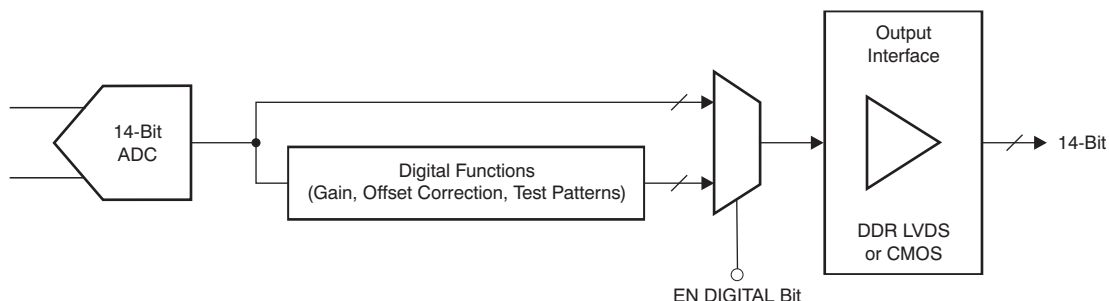 14-Bit
ADC
Digital Functions
(Gain, Offset Correction, Test Patterns)
EN DIGITAL Bit
Output
Interface
DDR LVDS
or CMOS
14-Bit